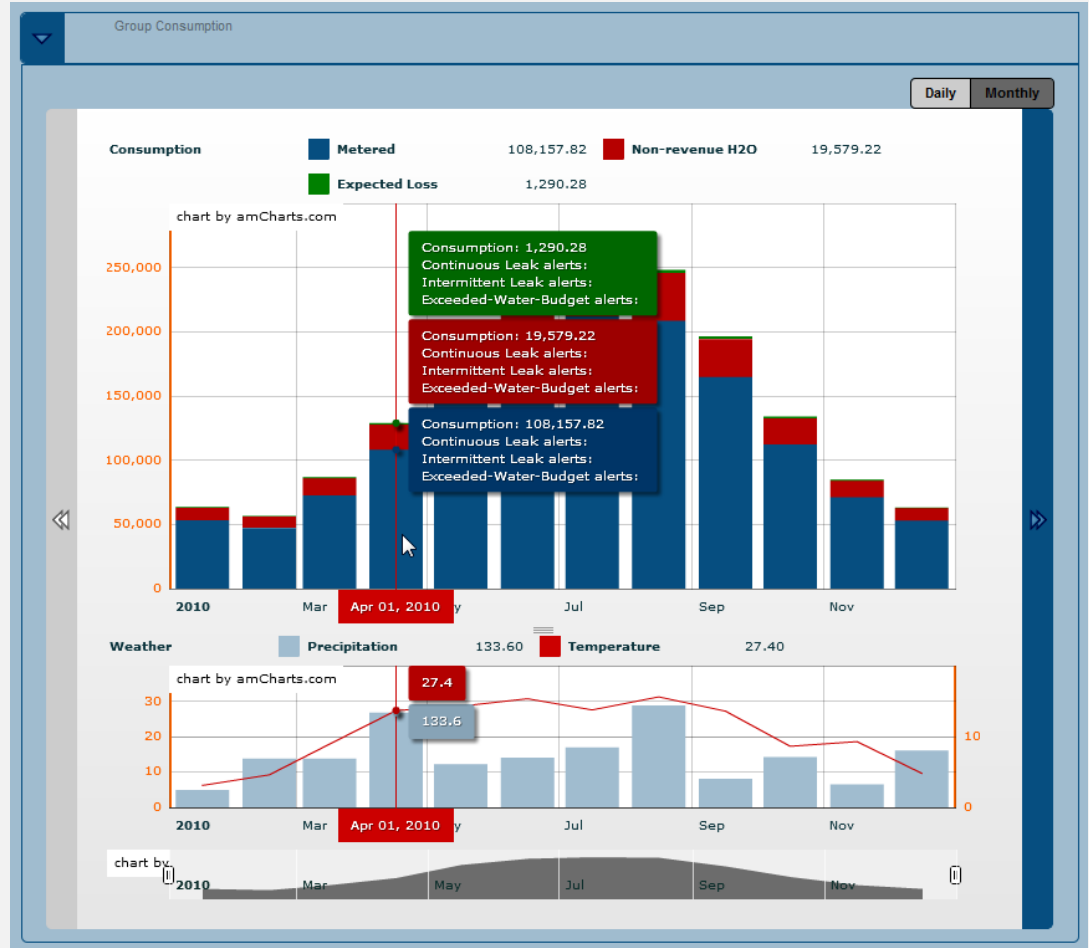 Group Consumption
Daily Monthly
Consumption Metered 108,157.82 Non-revenue H2O 19,579.22
Expected Loss 1,290.28
chart by amCharts.com
250,000
200,000
150,000
100,000
50,000
0
Consumption: 1,290.28
Continuous Leak alerts:
Intermittent Leak alerts:
Exceeded-Water-Budget alerts:
Consumption: 19,579.22
Continuous Leak alerts:
Intermittent Leak alerts:
Exceeded-Water-Budget alerts:
Consumption: 108,157.82
Continuous Leak alerts:
Intermittent Leak alerts:
Exceeded-Water-Budget alerts:
2010 Mar Apr 01, 2010 y Jul Sep Nov
Weather Precipitation 133.60 Temperature 27.40
chart by amCharts.com
27.4
133.6
30
20
10
0
10
0
2010 Mar Apr 01, 2010 y Jul Sep Nov
chart by
2010 Mar May Jul Sep Nov